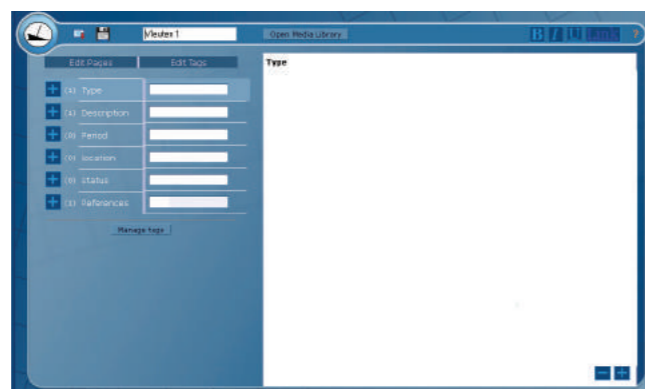 Vleuten 1 Open Media Library B I U Link ?
Edit Pages Edit Tags
Type
(1) Type
(1) Description
(0) Period
(0) location
(0) status
(1) References
Manage tags